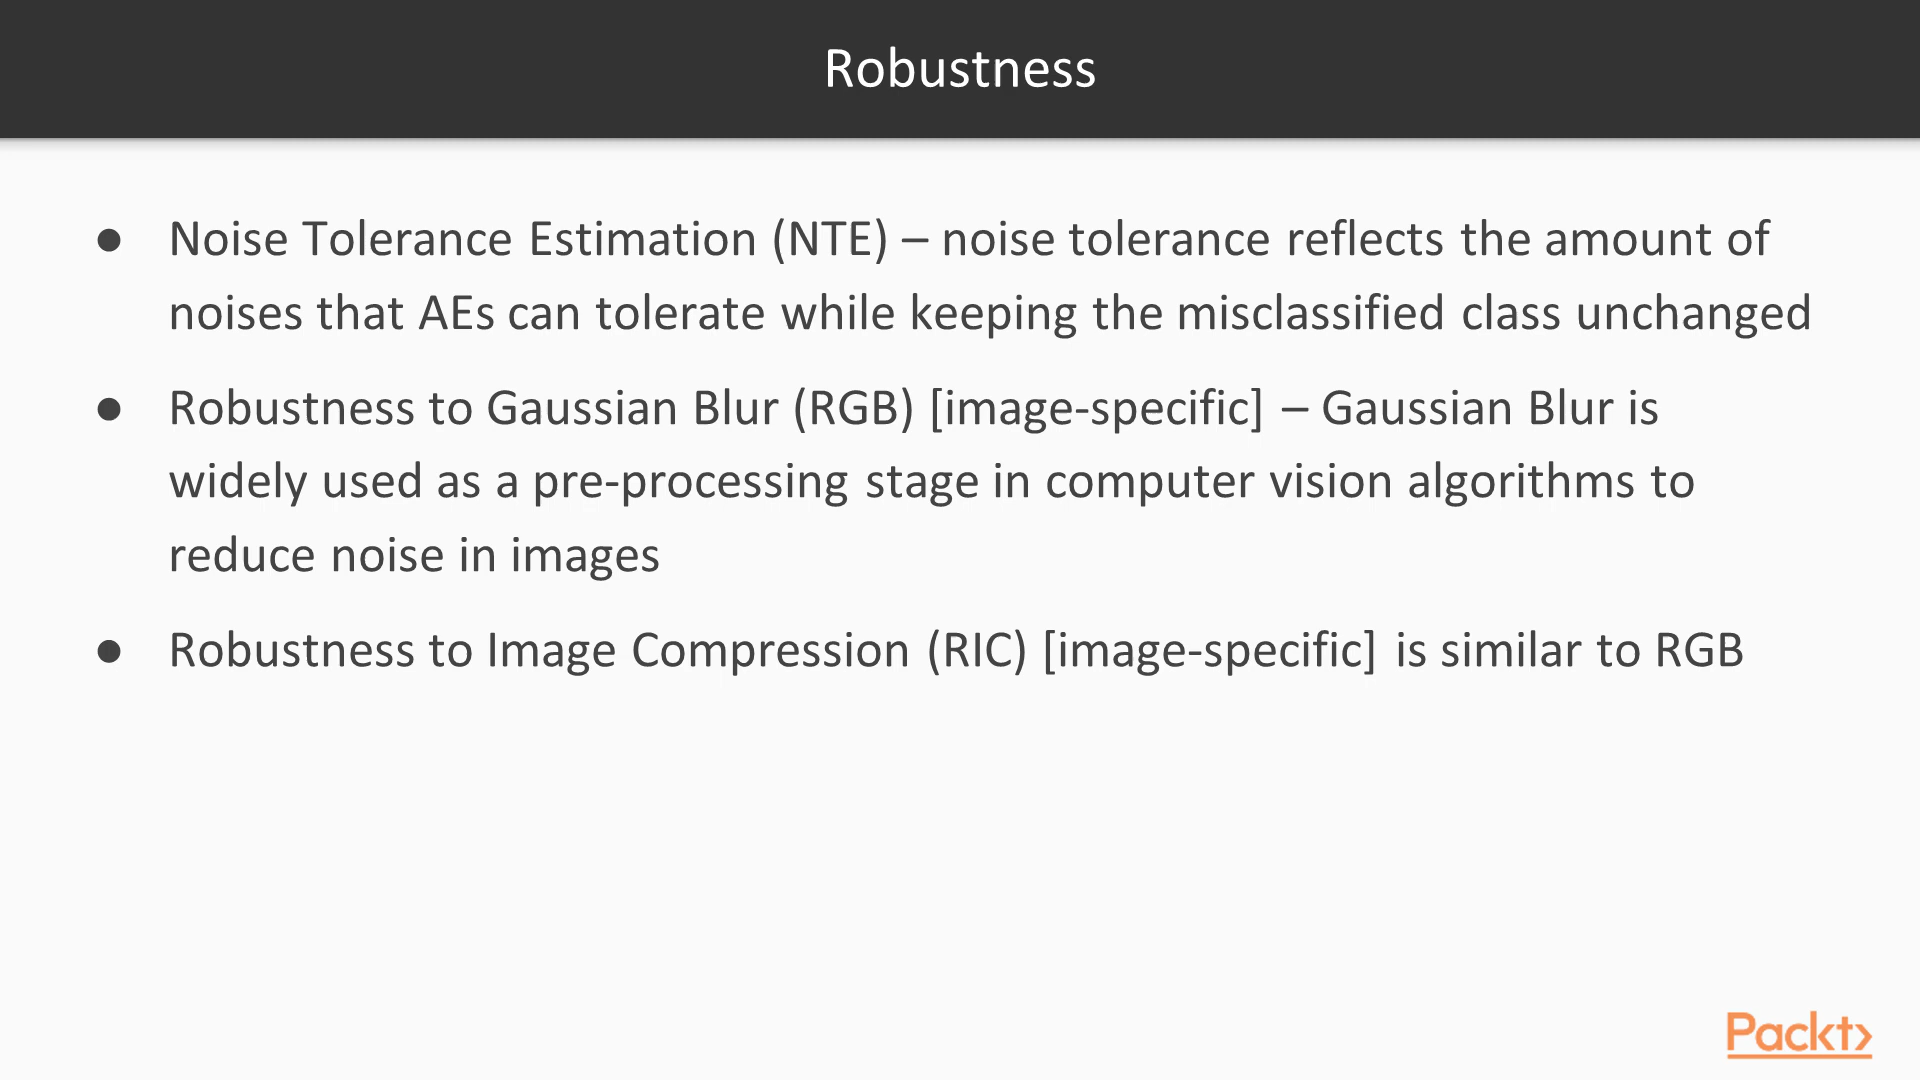 Robustness
● Noise Tolerance Estimation (NTE) – noise tolerance reflects the amount of
noises that AEs can tolerate while keeping the misclassified class unchanged
● Robustness to Gaussian Blur (RGB) [image-specific] – Gaussian Blur is
widely used as a pre-processing stage in computer vision algorithms to
reduce noise in images
● Robustness to Image Compression (RIC) [image-specific] is similar to RGB
Packt>